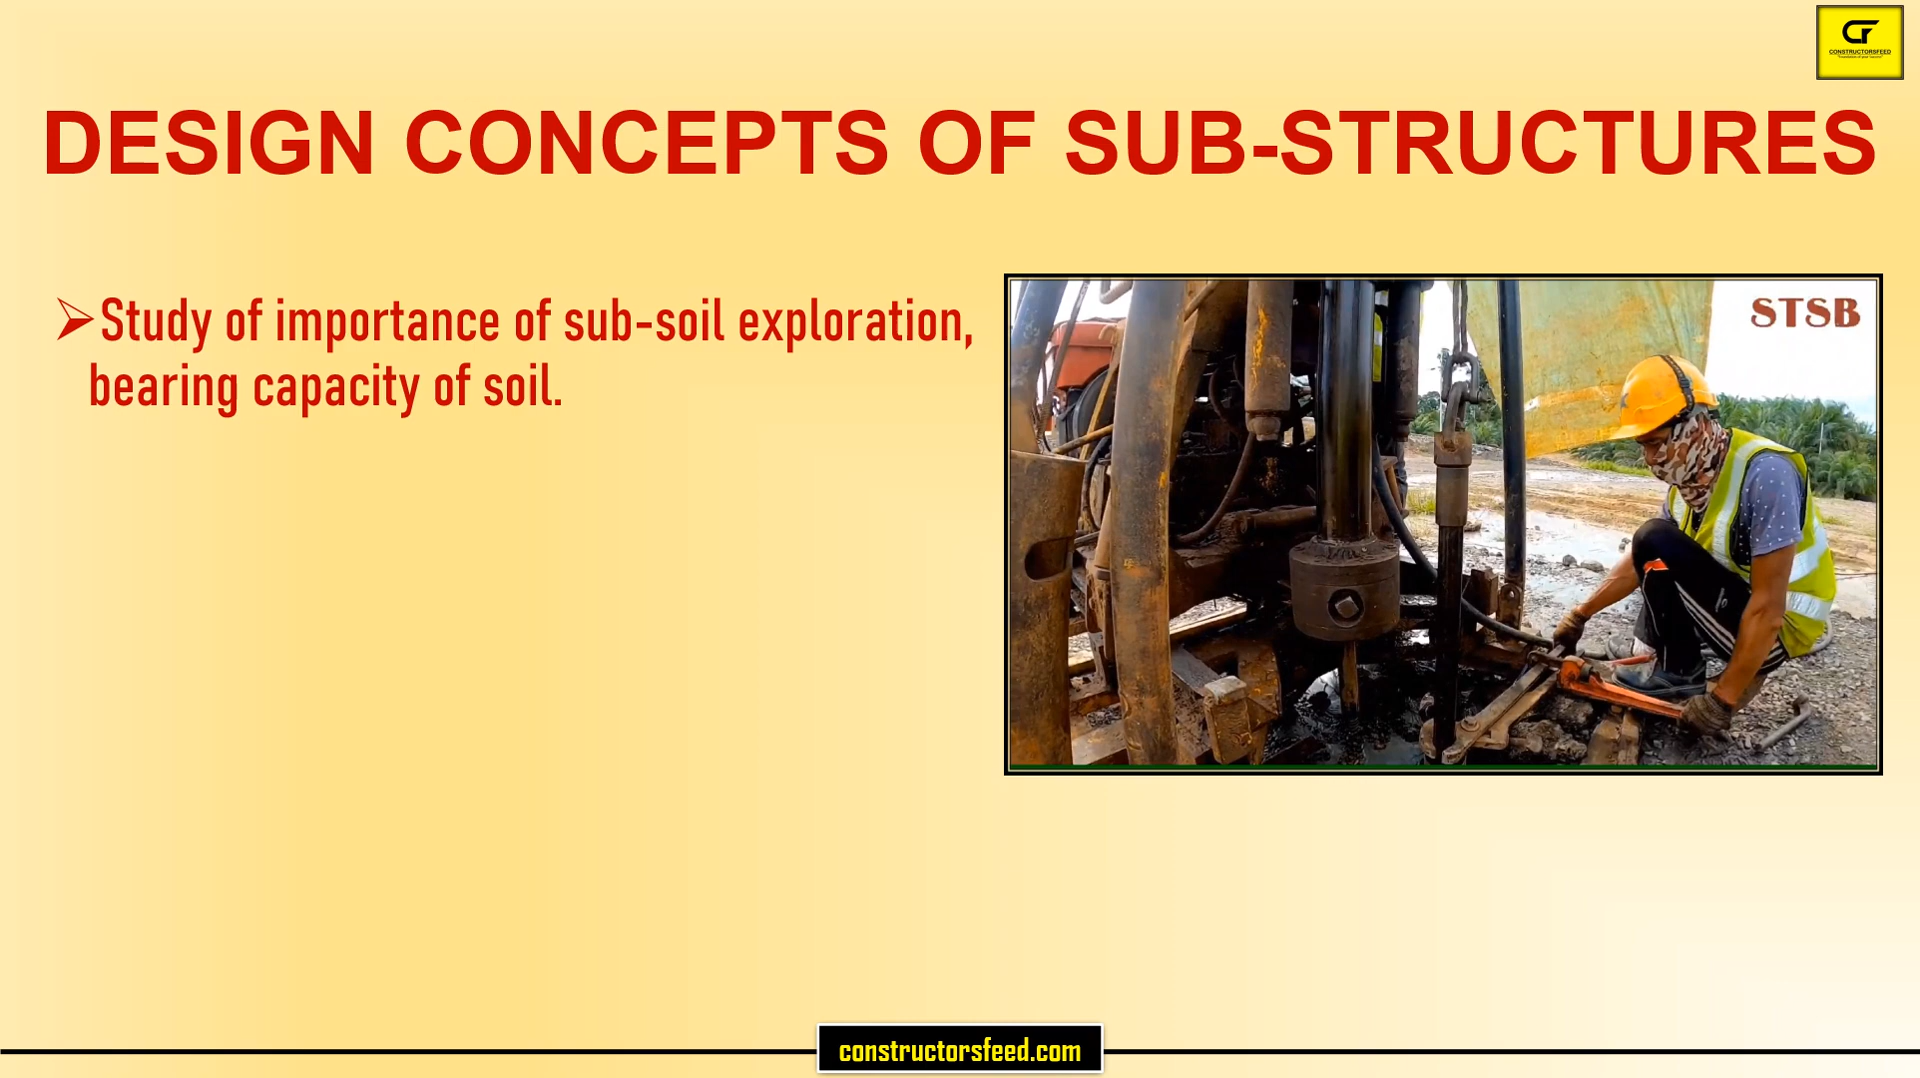 CF
CONSTRUCTORSFEED
DESIGN CONCEPTS OF SUB-STRUCTURES
➢Study of importance of sub-soil exploration,
bearing capacity of soil.
STSB
constructorsfeed.com